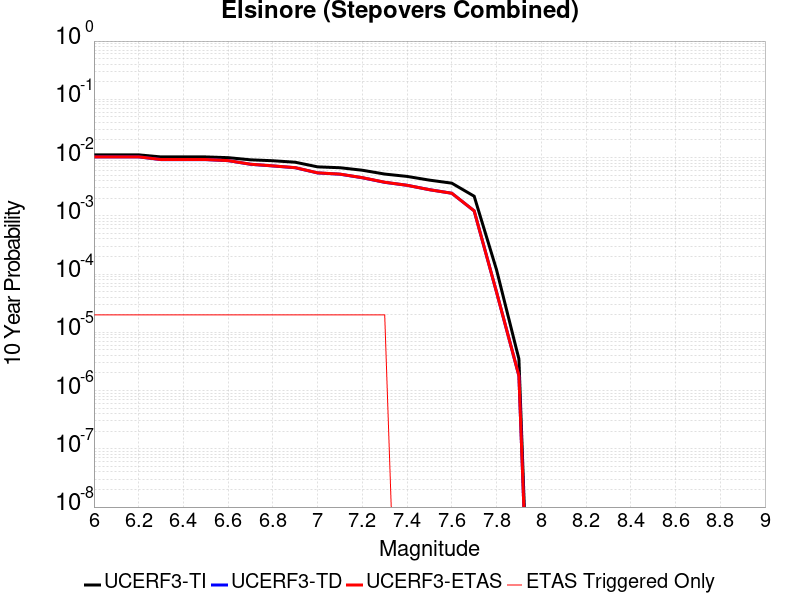 Elsinore (Stepovers Combined)
10 0
10 -1
10 -2
10 -3
10 -4
10 -5
10 -6
10 -7
10 -8
10 Year Probability
6 6.2 6.4 6.6 6.8 7 7.2 7.4 7.6 7.8 8 8.2 8.4 8.6 8.8 9
Magnitude
UCERF3-TI UCERF3-TD UCERF3-ETAS ETAS Triggered Only